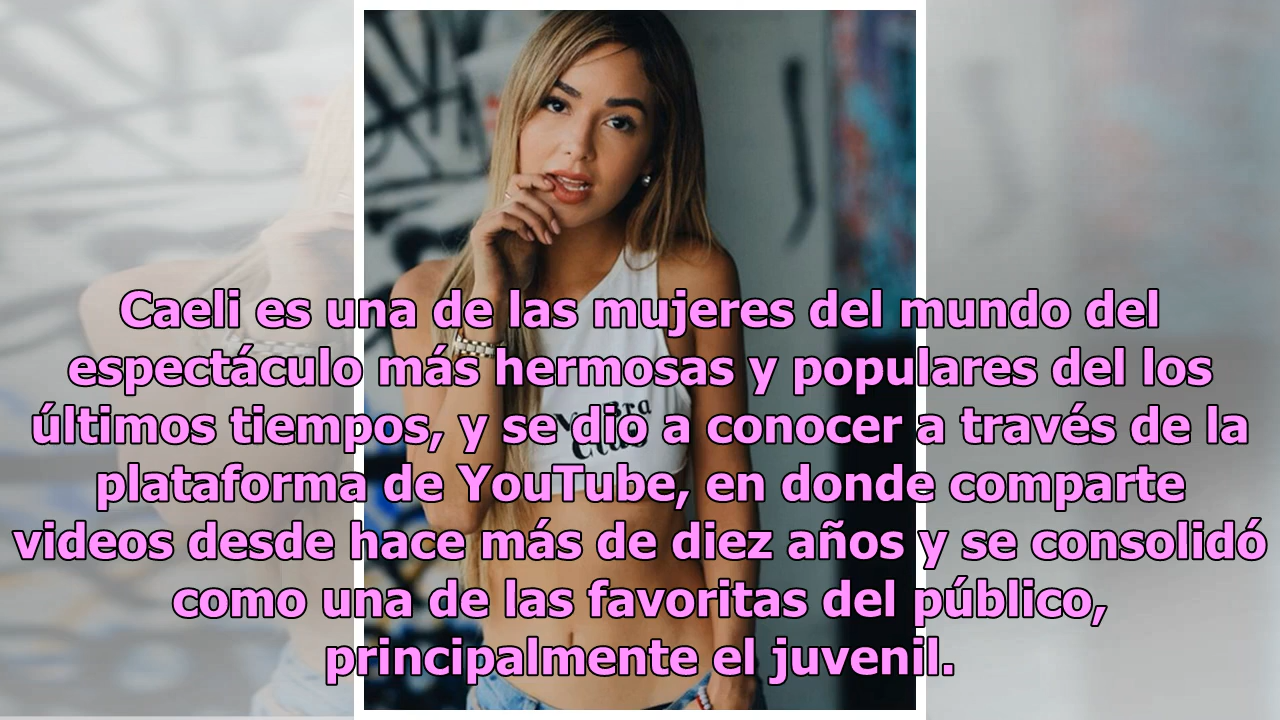 Caeli es una de las mujeres del mundo del
espectáculo más hermosas y populares del los
últimos tiempos, y se dio a conocer a través de la
plataforma de YouTube, en donde comparte
videos desde hace más de diez años y se consolidó
como una de las favoritas del público,
principalmente el juvenil.
Bra
Club